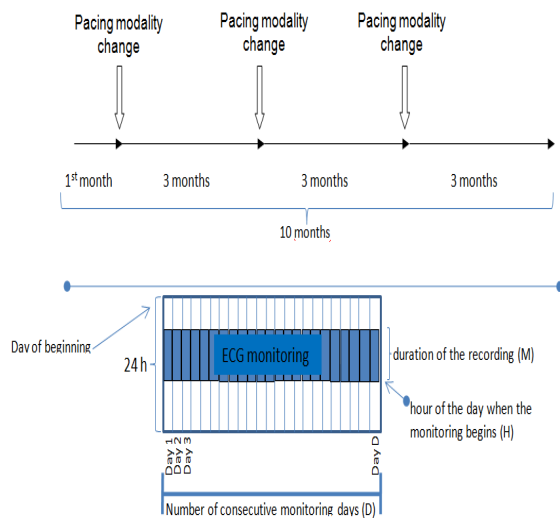 Pacing modality
change
Pacing modality
change
Pacing modality
change
1st month
3 months
3 months
3 months
10 months
Dav of beginning
24 h
ECG monitoring
duration of the recording (M)
hour of the day when the
monitoring begins (H)
Day 1
Day 2
Day 3
Day D
Number of consecutive monitoring days (D)